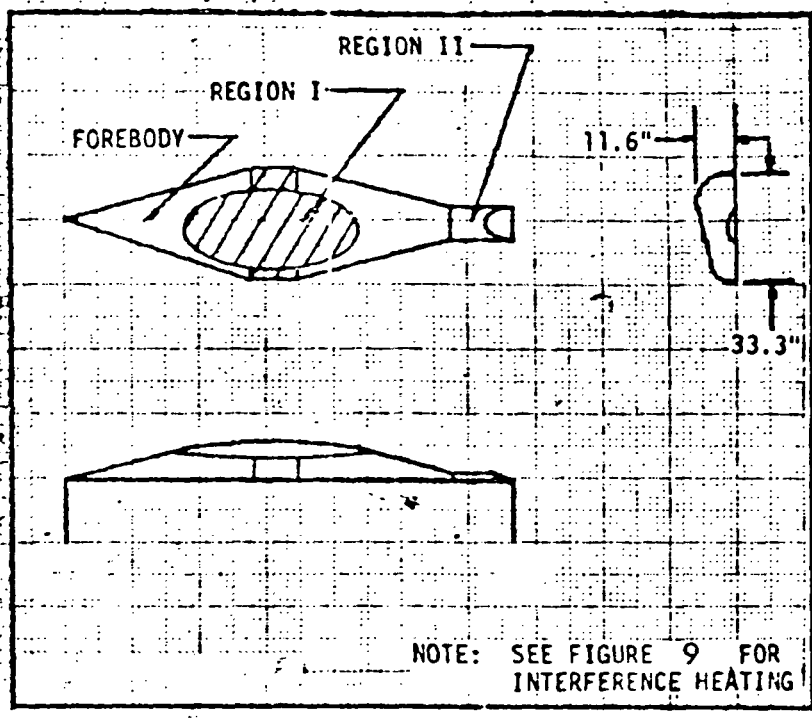 REGION II
REGION I
FOREBODY
11.6"
33.3"
NOTE: SEE FIGURE 9 FOR
INTERFERENCE HEATING